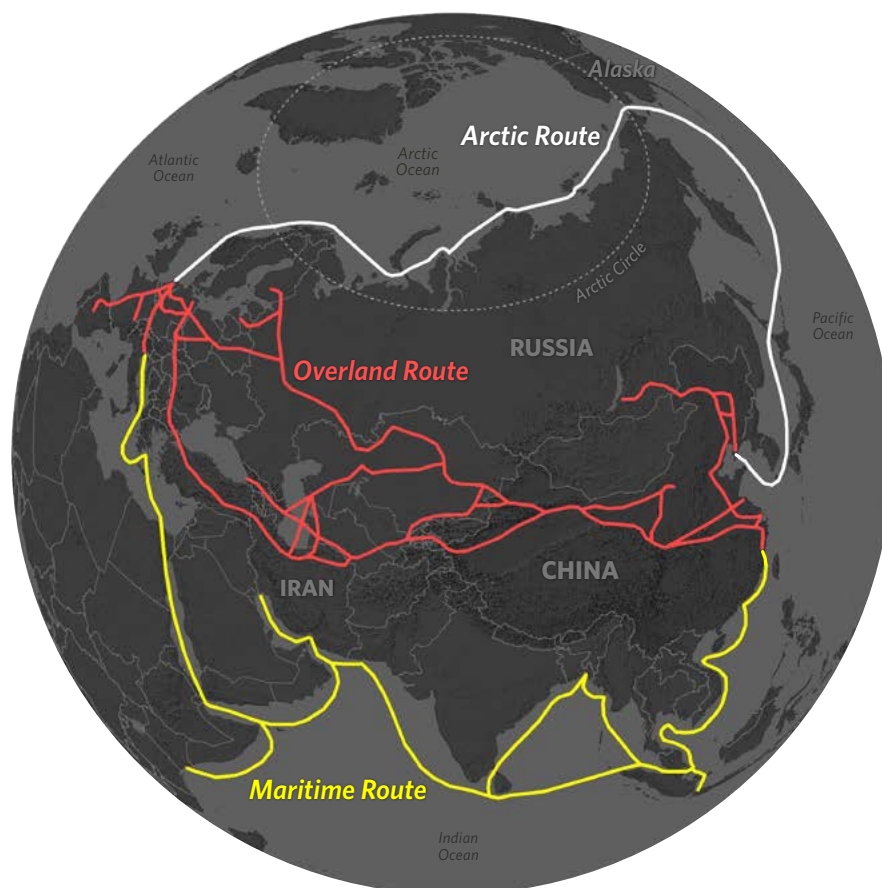 Alaska
Arctic Route
Atlantic
Ocean
Arctic
Ocean
Arctic Circle
Pacific
Ocean
RUSSIA
Overland Route
CHINA
IRAN
Maritime Route
Indian
Ocean